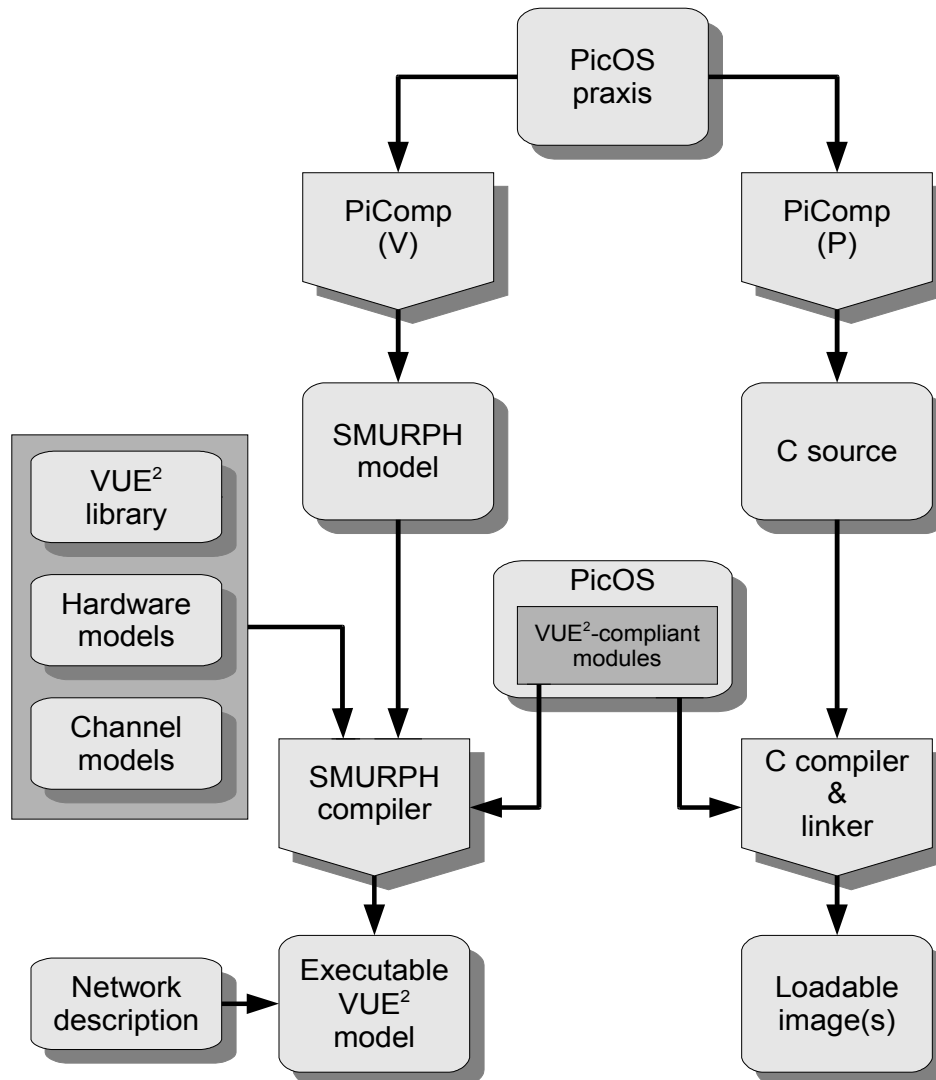 PicOS
praxis
PiComp
(V)
PiComp
(P)
SMURPH
model
C source
VUE²
library
Hardware
models
Channel
models
PicOS
VUE²-compliant
modules
SMURPH
compiler
C compiler
&
linker
Network
description
Executable
VUE²
model
Loadable
image(s)